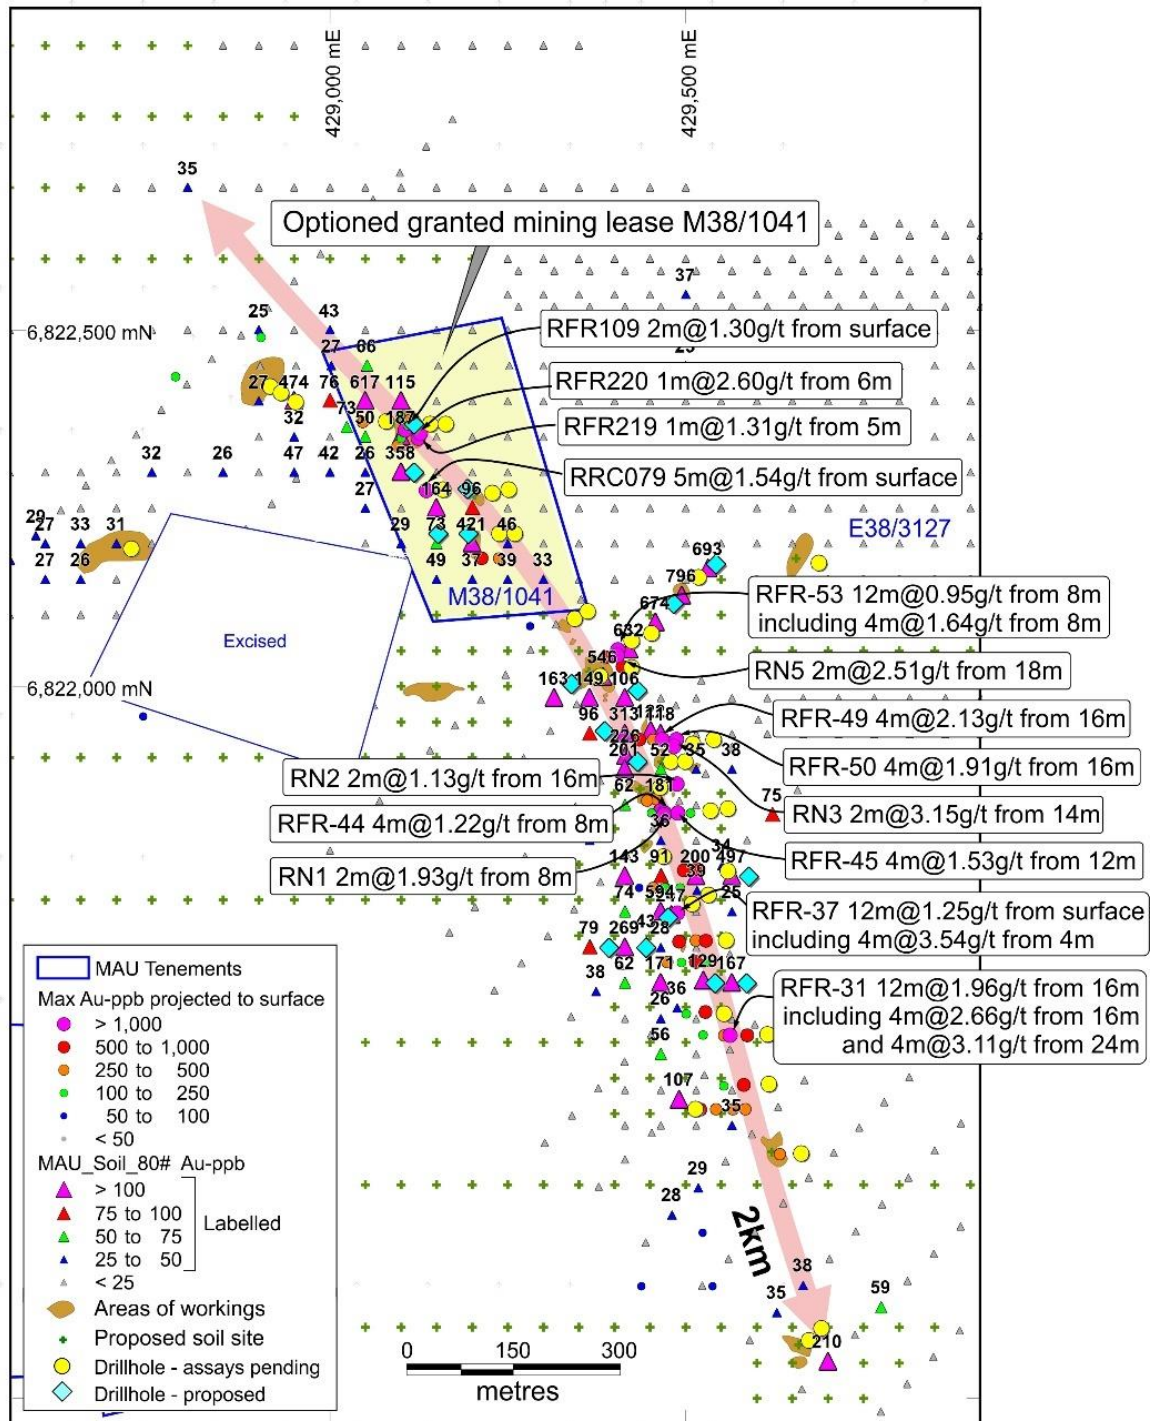 429,000 mE
429,500 mE
35
Optioned granted mining lease M38/1041
37
25
43
6,822,500 mN
RFR109 2m@1.30g/t from surface
27
66
RFR220 1m@2.60g/t from 6m
27
474
76
617
115
73
50
187
32
RFR219 1m@1.31g/t from 5m
32
26
47
42
26
358
RRC079 5m@1.54g/t from surface
27
164
96
29
27
33
31
29
73
421
46
E38/3127
27
26
49
37
39
33
693
M38/1041
796
RFR-53 12m@0.95g/t from 8m
including 4m@1.64g/t from 8m
674
Excised
632
546
RN5 2m@2.51g/t from 18m
6,822,000 mN
163
149
106
96
313
118
RFR-49 4m@2.13g/t from 16m
226
201
52
35
38
RFR-50 4m@1.91g/t from 16m
RN2 2m@1.13g/t from 16m
62
181
75
RN3 2m@3.15g/t from 14m
RFR-44 4m@1.22g/t from 8m
36
143
91
200
34
497
RFR-45 4m@1.53g/t from 12m
RN1 2m@1.93g/t from 8m
39
74
594
25
RFR-37 12m@1.25g/t from surface
including 4m@3.54g/t from 4m
79
269
43
28
62
171
129
167
38
36
RFR-31 12m@1.96g/t from 16m
including 4m@2.66g/t from 16m
and 4m@3.11g/t from 24m
26
56
107
35
29
28
2km
38
35
59
210
MAU Tenements
Max Au-ppb projected to surface
> 1,000
500 to 1,000
250 to 500
100 to 250
50 to 100
< 50
MAU_Soil_80# Au-ppb
> 100
75 to 100
50 to 75
25 to 50
Labelled
< 25
Areas of workings
Proposed soil site
Drillhole - assays pending
Drillhole - proposed
0 150 300
metres